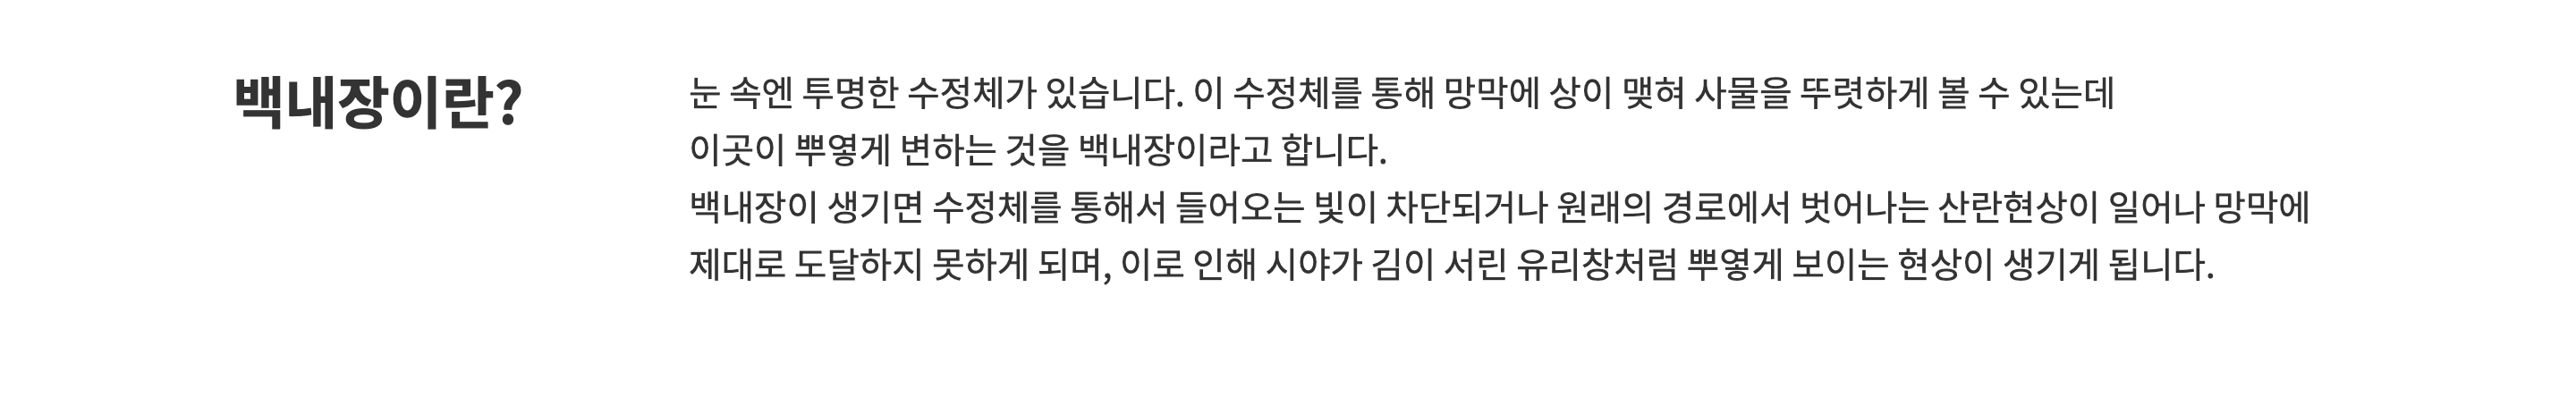 백내장이란?
눈 속엔 투명한 수정체가 있습니다. 이 수정체를 통해 망막에 상이 맺혀 사물을 뚜렷하게 볼 수 있는데
이곳이 뿌옇게 변하는 것을 백내장이라고 합니다.
백내장이 생기면 수정체를 통해서 들어오는 빛이 차단되거나 원래의 경로에서 벗어나는 산란현상이 일어나 망막에
제대로 도달하지 못하게 되며, 이로 인해 시야가 김이 서린 유리창처럼 뿌옇게 보이는 현상이 생기게 됩니다.